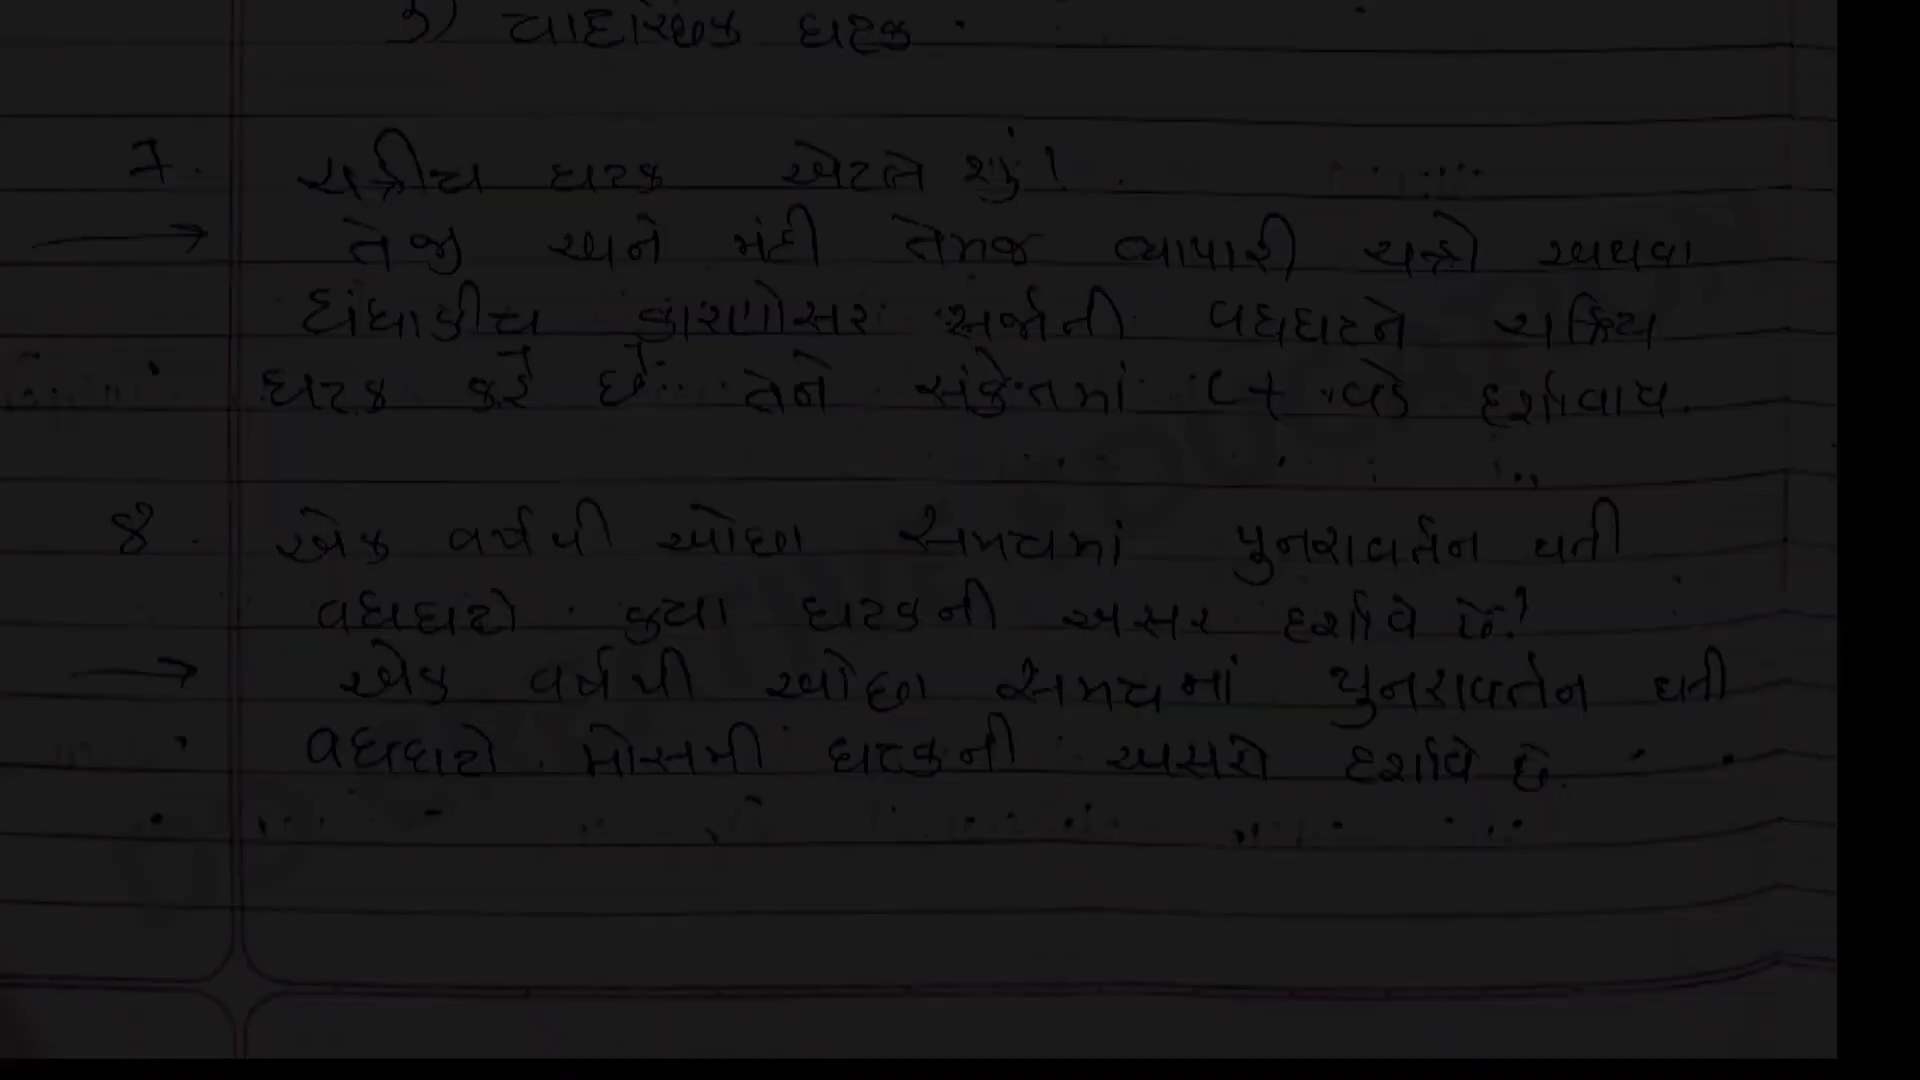 ૩) યાદચ્છિક ઘટક.
7. ચક્રીય ઘટક એટલે શું?
→ તેજી અને મંદી તેમજ વ્યાપારી ચક્રો અથવા
ધંધાકીય કારણોસર સર્જાતી વધઘટને ચક્રિય
ઘટક કહે છે. તેને સંકેતમાં Ct વડે દર્શાવાય.
8. એક વર્ષથી ઓછા સમયમાં પુનરાવર્તન થતી
વધઘટો કયા ઘટકની અસર દર્શાવે છે?
→ એક વર્ષથી ઓછા સમયમાં પુનરાવર્તન થતી
વધઘટો મોસમી ઘટકની અસરો દર્શાવે છે.